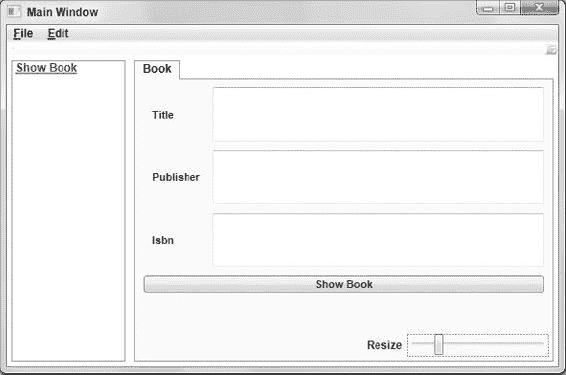 Main Window
File Edit
Show Book
Book
Title
Publisher
Isbn
Show Book
Resize